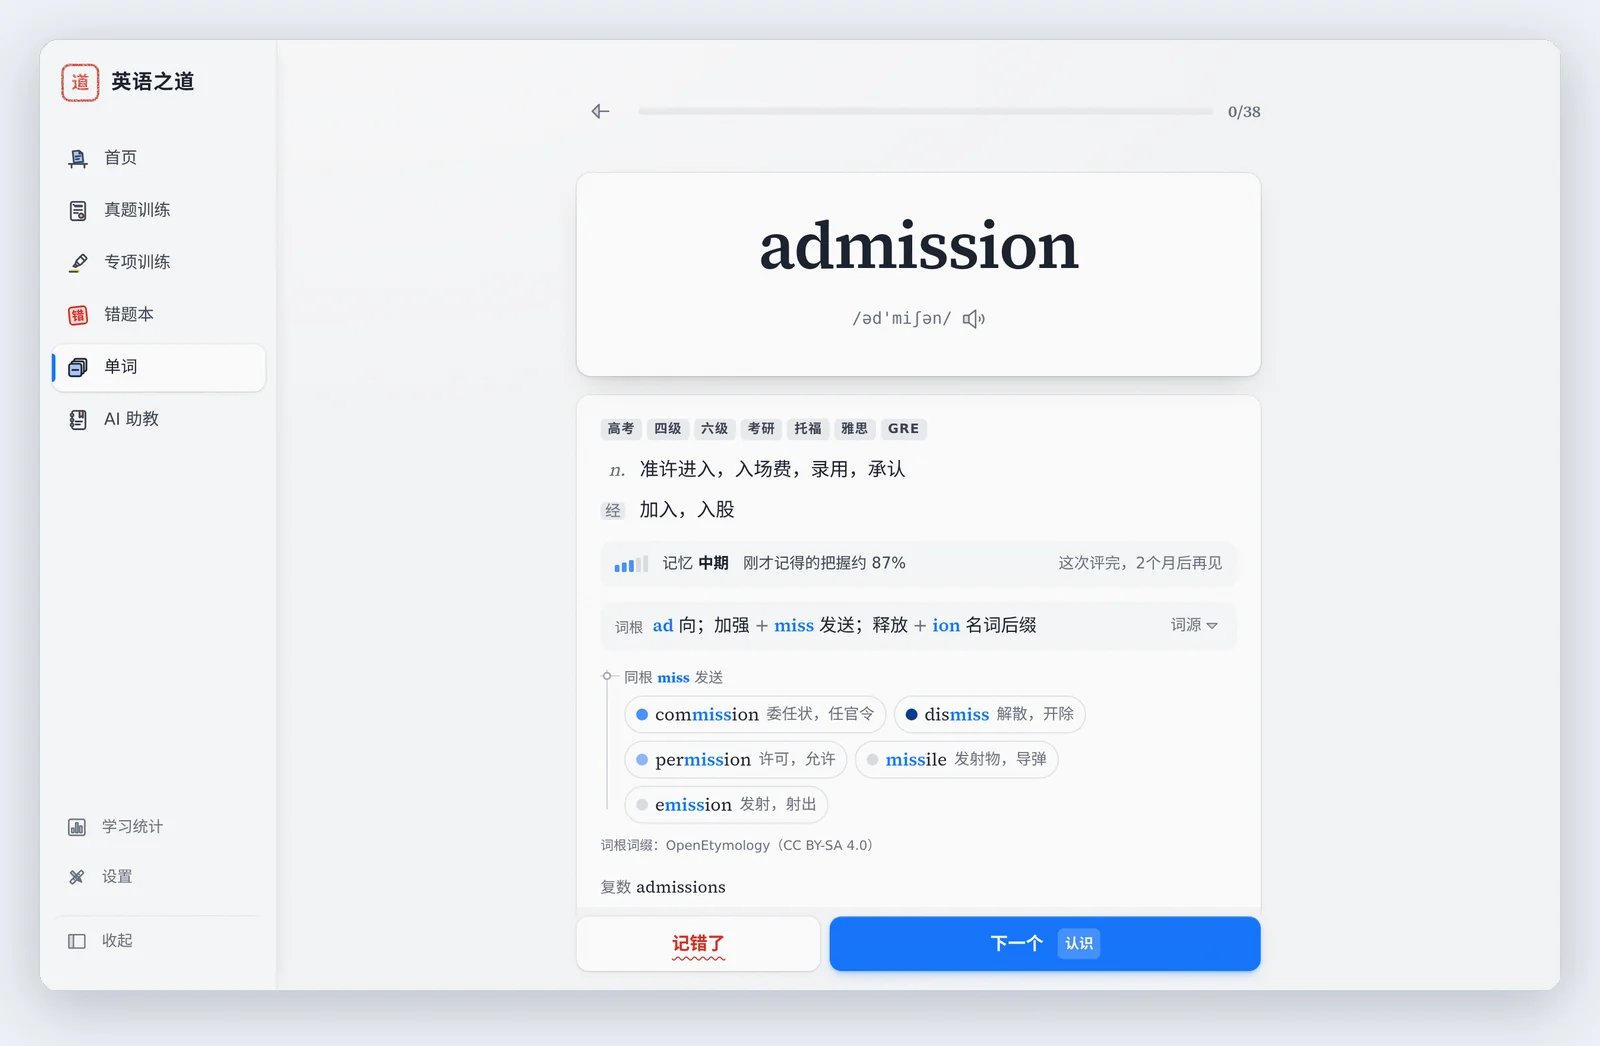 道 英语之道
首页
真题训练
专项训练
错 错题本
单词
AI 助教
学习统计
设置
收起
0/38
admission
/əd'miʃən/
高考 四级 六级 考研 托福 雅思 GRE
n. 准许进入，入场费，录用，承认
经 加入，入股
记忆 中期 刚才记得的把握约 87% 这次评完，2个月后再见
词根 ad 向；加强 + miss 发送；释放 + ion 名词后缀 词源
同根 miss 发送
commission 委任状，任官令 dismiss 解散，开除
permission 许可，允许 missile 发射物，导弹
emission 发射，射出
词根词缀：OpenEtymology（CC BY-SA 4.0）
复数 admissions
记错了 下一个 认识